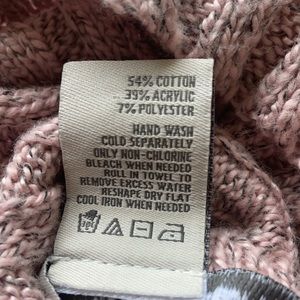 54% COTTON
39% ACRYLIC
7% POLYESTER
HAND WASH
COLD SEPARATELY
ONLY NON-CHLORINE
BLEACH WHEN NEEDED
ROLL IN TOWEL TO
REMOVE EXCESS WATER
RESHAPE DRY FLAT
COOL IRON WHEN NEEDED